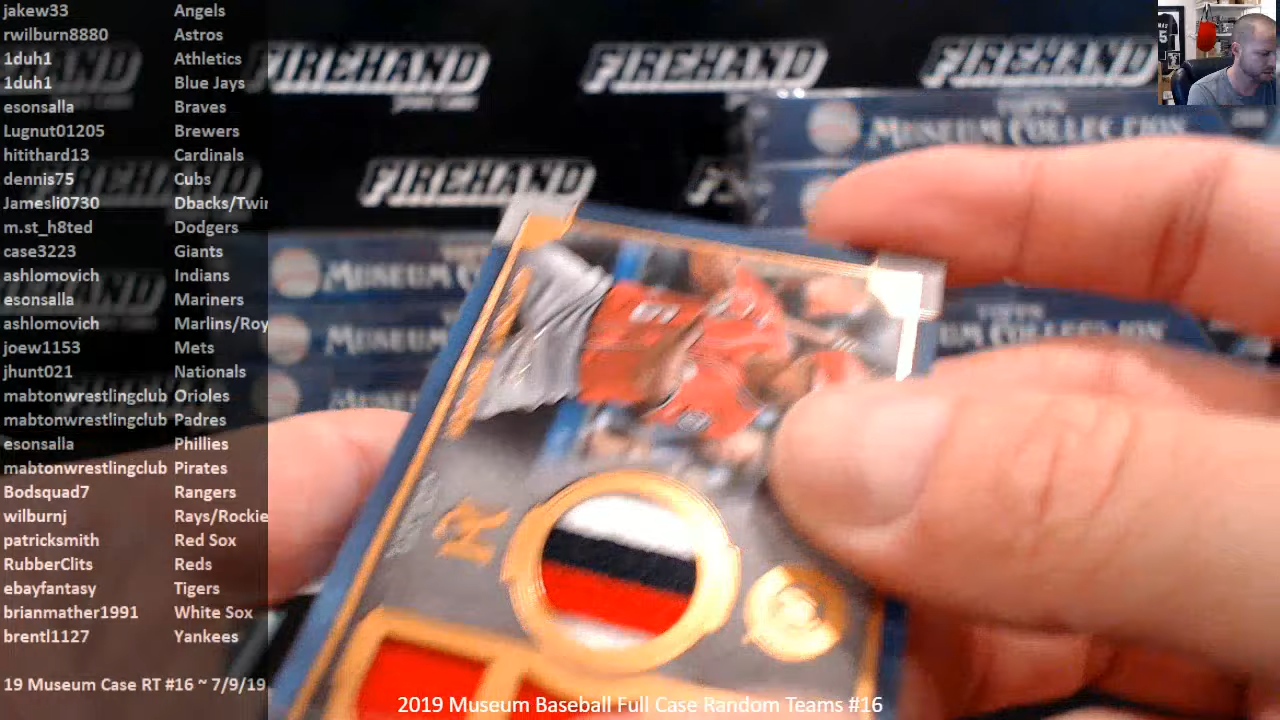 jakew33 Angels
rwilburn8880 Astros
1duh1 Athletics
1duh1 Blue Jays
esonsalla Braves
Lugnut01205 Brewers
hitithard13 Cardinals
dennis75 Cubs
Jamesli0730 Dbacks/Twin
m.st_h8ted Dodgers
case3223 Giants
ashlomovich Indians
esonsalla Mariners
ashlomovich Marlins/Roy
joew1153 Mets
jhunt021 Nationals
mabtonwrestlingclub Orioles
mabtonwrestlingclub Padres
esonsalla Phillies
mabtonwrestlingclub Pirates
Bodsquad7 Rangers
wilburnj Rays/Rockie
patricksmith Red Sox
RubberClits Reds
ebayfantasy Tigers
brianmather1991 White Sox
brentl1127 Yankees
19 Museum Case RT #16 ~ 7/9/19
FIREHAND
FIREHAND
FIREHAND
FIREHAND
TOPPS
MUSEUM COLLECTION
MUSEUM
MUSEUM
2019 Museum Baseball Full Case Random Teams #16